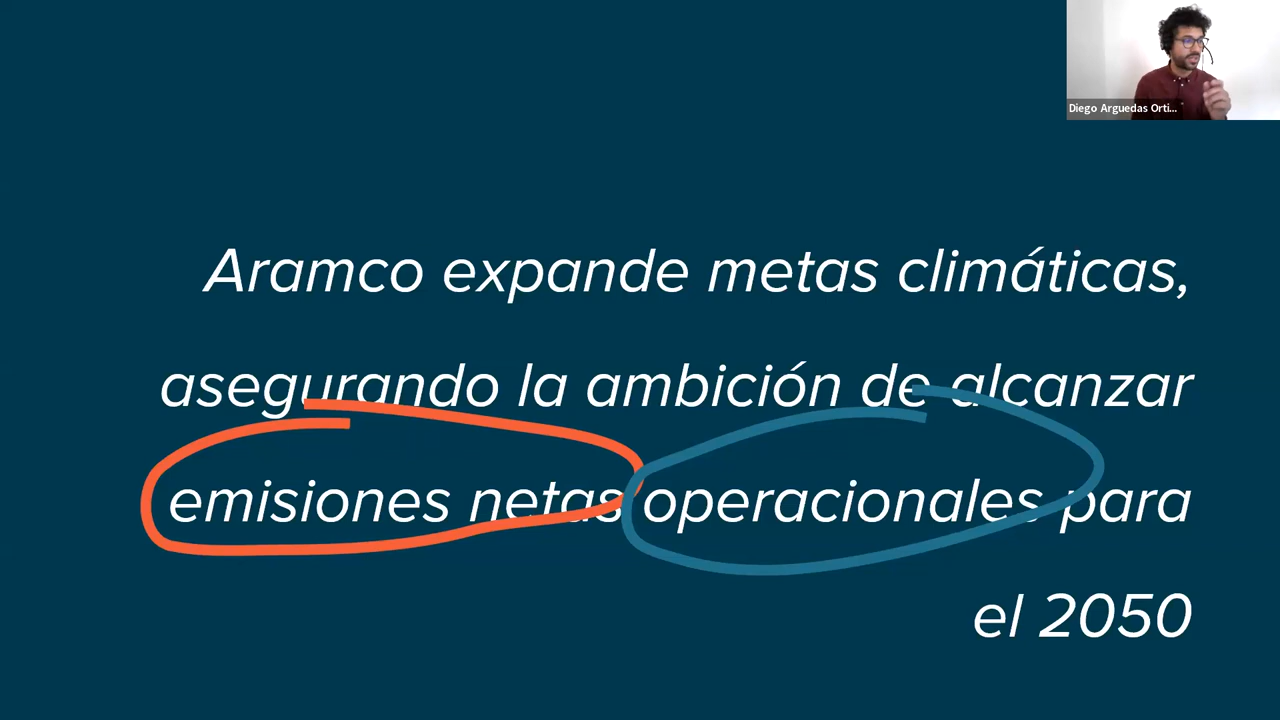 Diego Arguedas Orti...
Aramco expande metas climáticas,
asegurando la ambición de alcanzar
emisiones netas operacionales para
el 2050